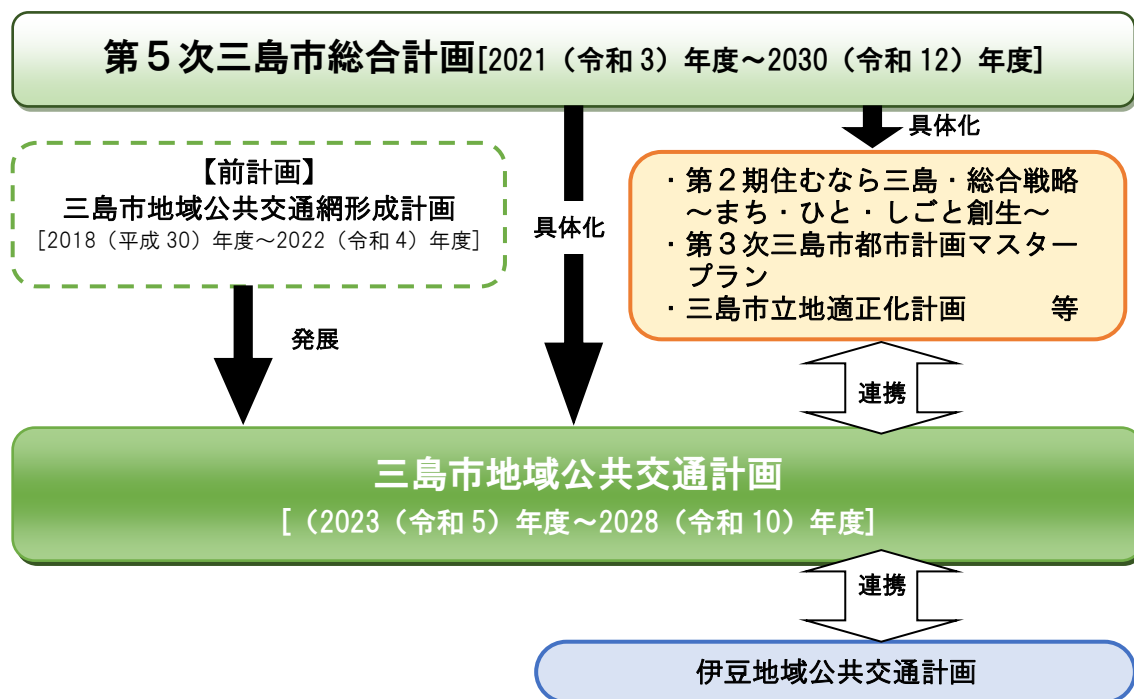 第５次三島市総合計画[2021（令和3）年度～2030（令和12）年度]
具体化
【前計画】
三島市地域公共交通網形成計画
[2018（平成30）年度～2022（令和4）年度]
具体化
・第２期住むなら三島・総合戦略
～まち・ひと・しごと創生～
・第３次三島市都市計画マスター
プラン
・三島市立地適正化計画　　等
発展
連携
三島市地域公共交通計画
[（2023（令和5）年度～2028（令和10）年度]
連携
伊豆地域公共交通計画